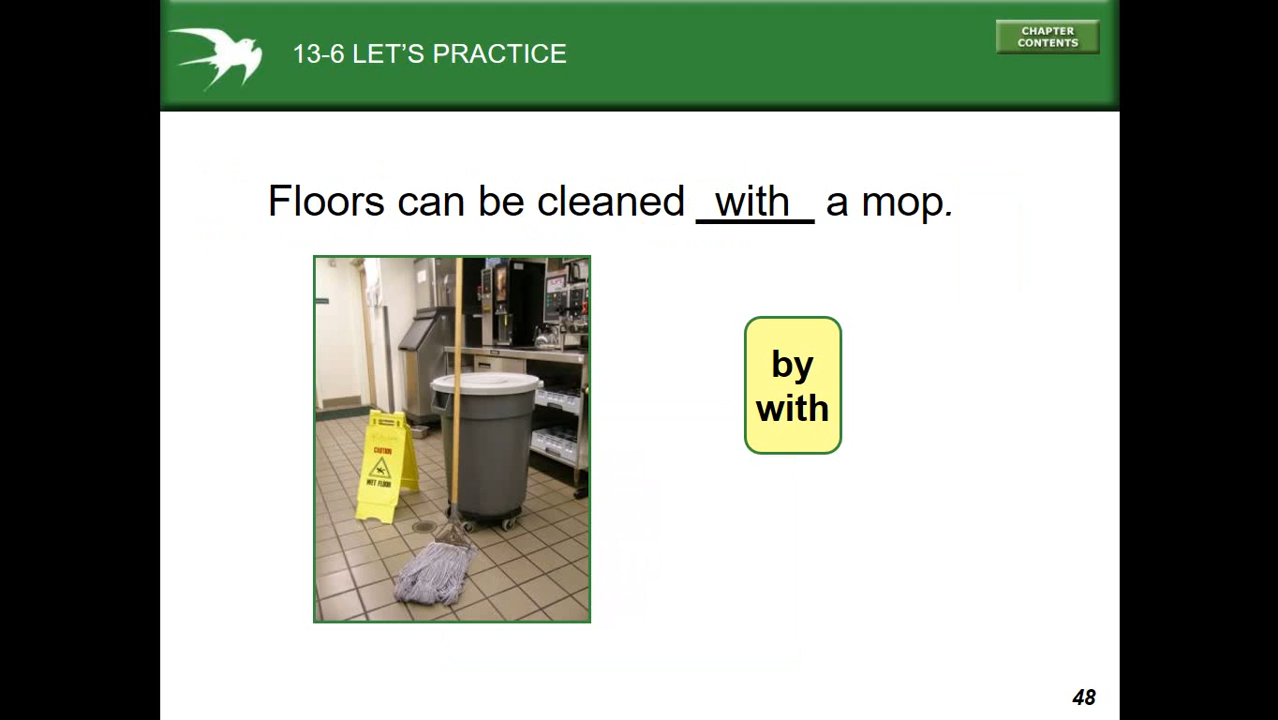 13-6 LET'S PRACTICE
CHAPTER
CONTENTS
Floors can be cleaned with a mop.
CAUTION
WET FLOOR
by
with
48